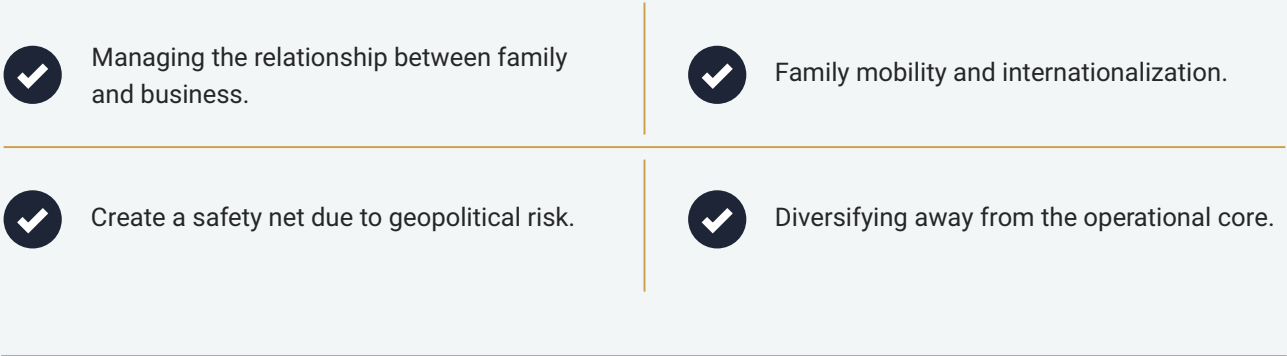 Managing the relationship between family
and business.
Family mobility and internationalization.
Create a safety net due to geopolitical risk.
Diversifying away from the operational core.